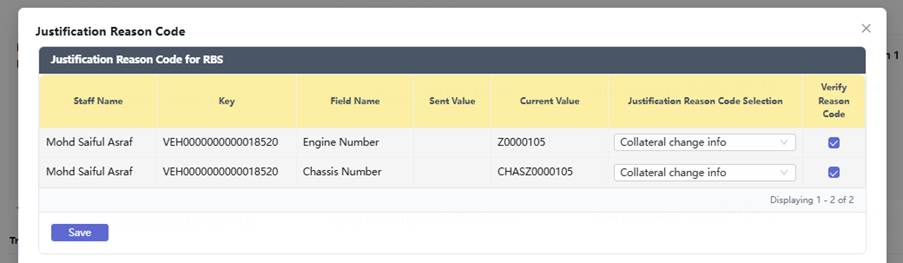 Justification Reason Code
Justification Reason Code for RBS
Staff Name Key Field Name Sent Value Current Value Justification Reason Code Selection Verify Reason Code
Mohd Saiful Asraf VEH0000000000018520 Engine Number Z0000105 Collateral change info
Mohd Saiful Asraf VEH0000000000018520 Chassis Number CHASZ0000105 Collateral change info
Displaying 1 - 2 of 2
Save